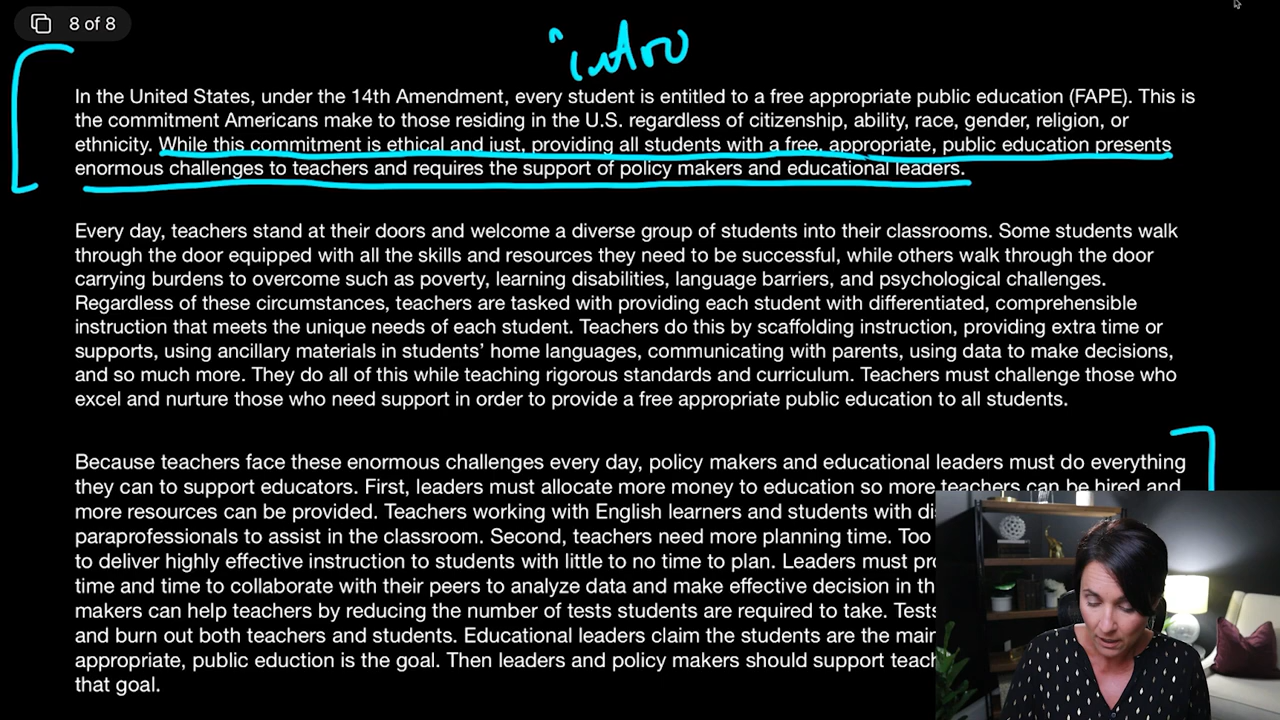 8 of 8
intro
In the United States, under the 14th Amendment, every student is entitled to a free appropriate public education (FAPE). This is
the commitment Americans make to those residing in the U.S. regardless of citizenship, ability, race, gender, religion, or
ethnicity. While this commitment is ethical and just, providing all students with a free, appropriate, public education presents
enormous challenges to teachers and requires the support of policy makers and educational leaders.
Every day, teachers stand at their doors and welcome a diverse group of students into their classrooms. Some students walk
through the door equipped with all the skills and resources they need to be successful, while others walk through the door
carrying burdens to overcome such as poverty, learning disabilities, language barriers, and psychological challenges.
Regardless of these circumstances, teachers are tasked with providing each student with differentiated, comprehensible
instruction that meets the unique needs of each student. Teachers do this by scaffolding instruction, providing extra time or
supports, using ancillary materials in students' home languages, communicating with parents, using data to make decisions,
and so much more. They do all of this while teaching rigorous standards and curriculum. Teachers must challenge those who
excel and nurture those who need support in order to provide a free appropriate public education to all students.
Because teachers face these enormous challenges every day, policy makers and educational leaders must do everything
they can to support educators. First, leaders must allocate more money to education so more teachers can be hired and
more resources can be provided. Teachers working with English learners and students with
paraprofessionals to assist in the classroom. Second, teachers need more planning time. Too
to deliver highly effective instruction to students with little to no time to plan. Leaders must
time and time to collaborate with their peers to analyze data and make effective decision in
makers can help teachers by reducing the number of tests students are required to take. Tests
and burn out both teachers and students. Educational leaders claim the students are the
appropriate, public eduction is the goal. Then leaders and policy makers should support
that goal.